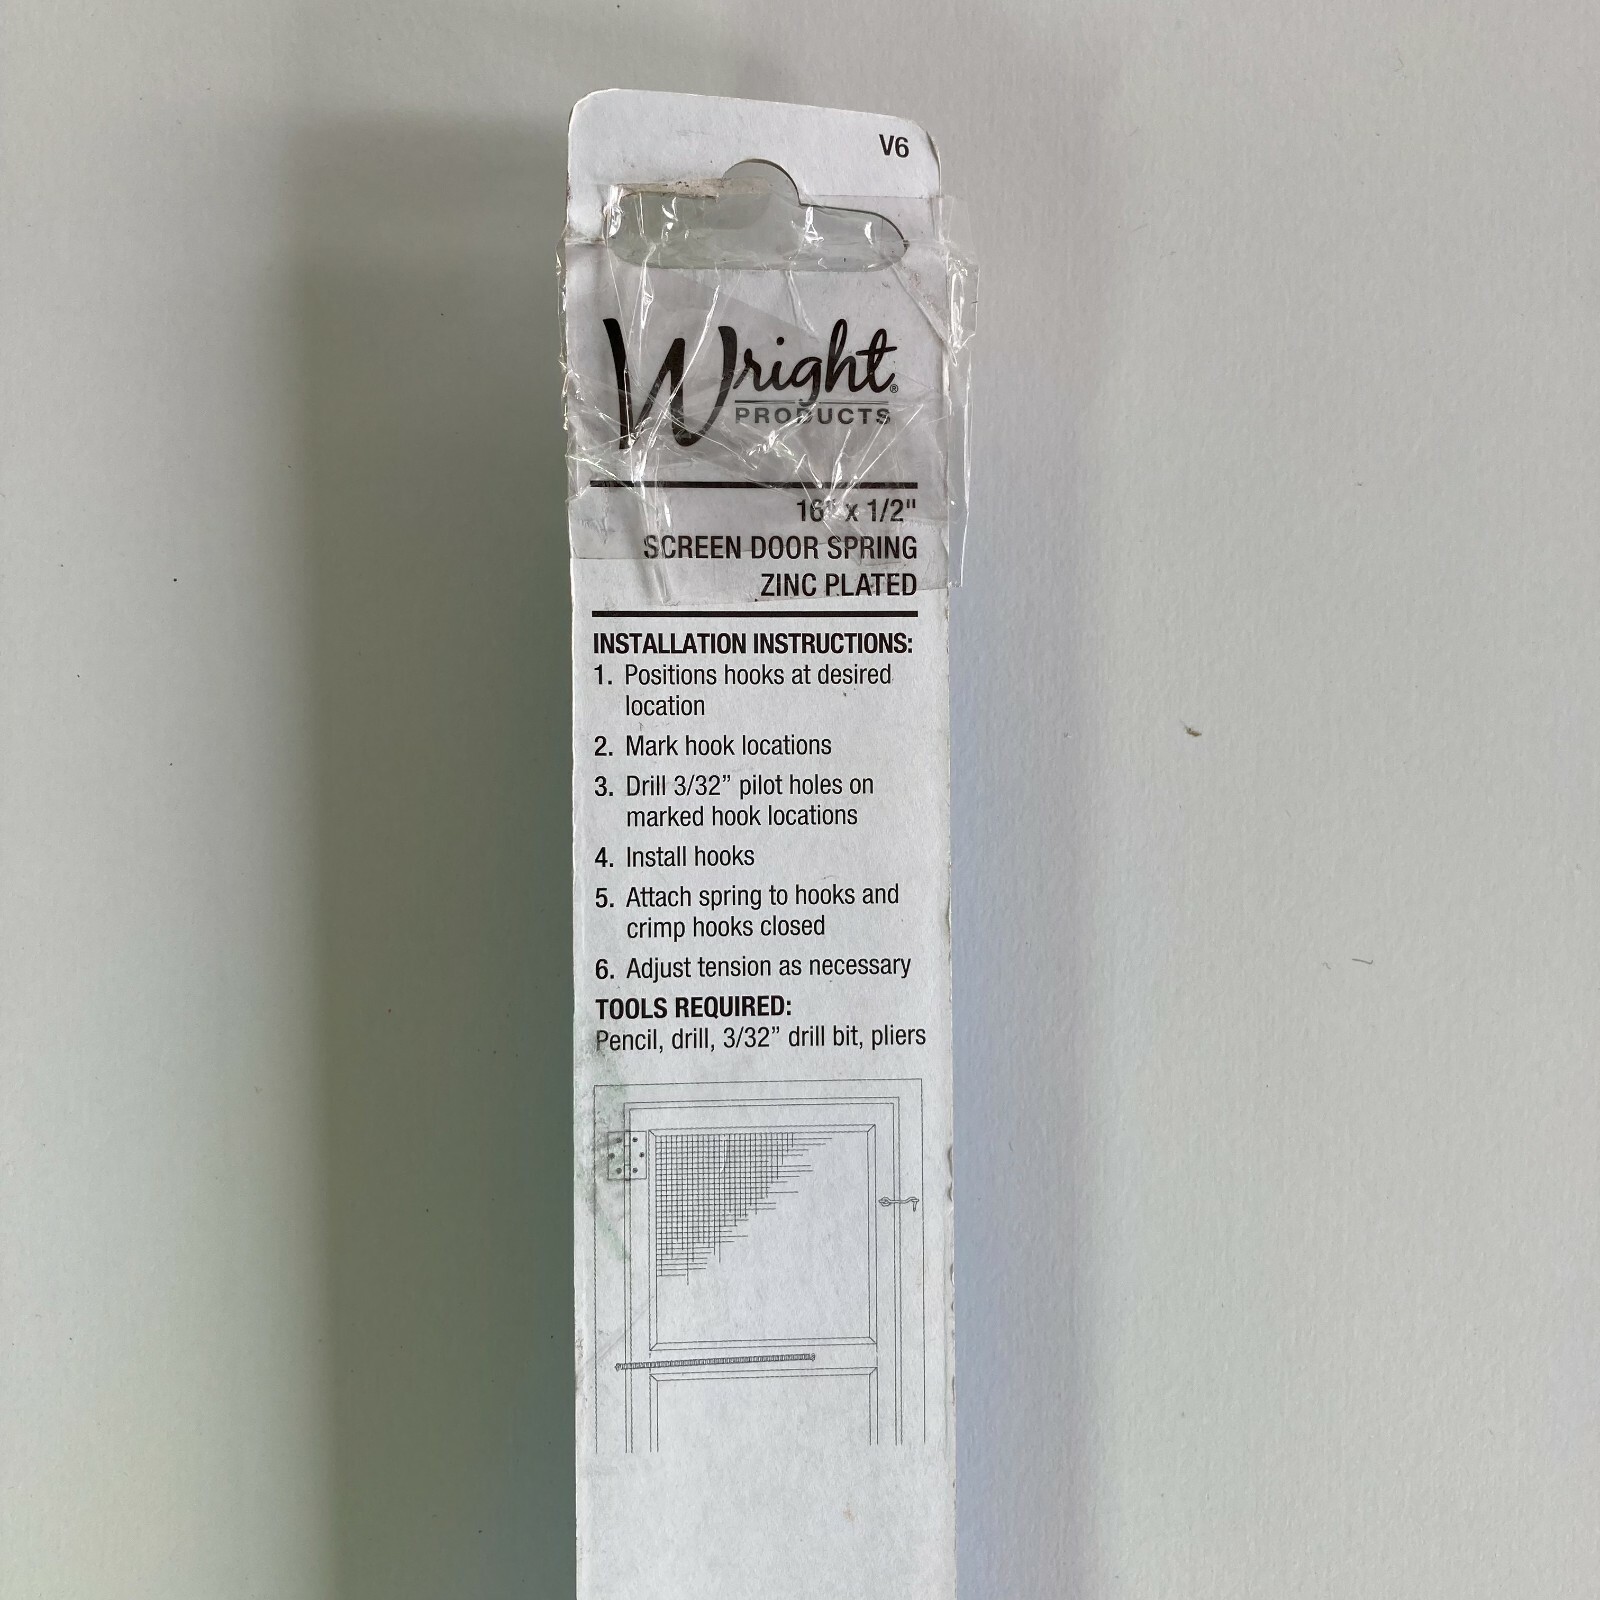 V6
Wright®
PRODUCTS
16" x 1/2"
SCREEN DOOR SPRING
ZINC PLATED
INSTALLATION INSTRUCTIONS:
1. Positions hooks at desired
location
2. Mark hook locations
3. Drill 3/32” pilot holes on
marked hook locations
4. Install hooks
5. Attach spring to hooks and
crimp hooks closed
6. Adjust tension as necessary
TOOLS REQUIRED:
Pencil, drill, 3/32” drill bit, pliers